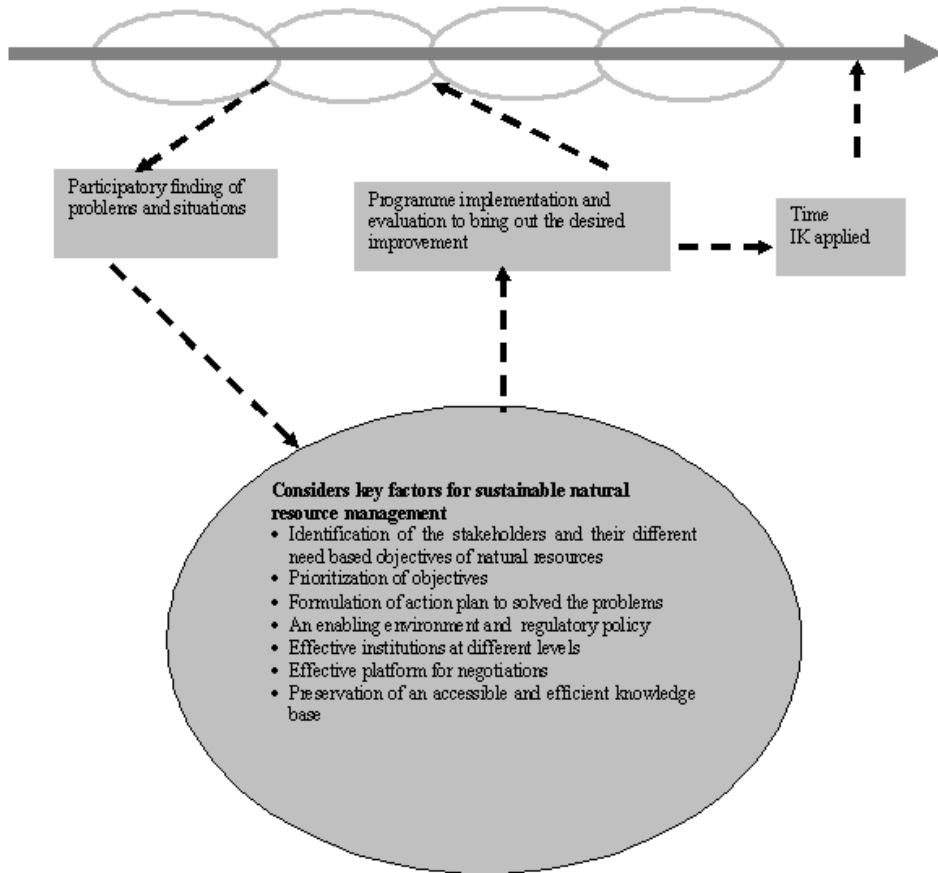 Participatory finding of
problems and situations
Programme implementation and
evaluation to bring out the desired
improvement
Time
IK applied
Considers key factors for sustainable natural
resource management
• Identification of the stakeholders and their different
need based objectives of natural resources
• Prioritization of objectives
• Formulation of action plan to solved the problems
• An enabling environment and regulatory policy
• Effective institutions at different levels
• Effective platform for negotiations
• Preservation of an accessible and efficient knowledge
base